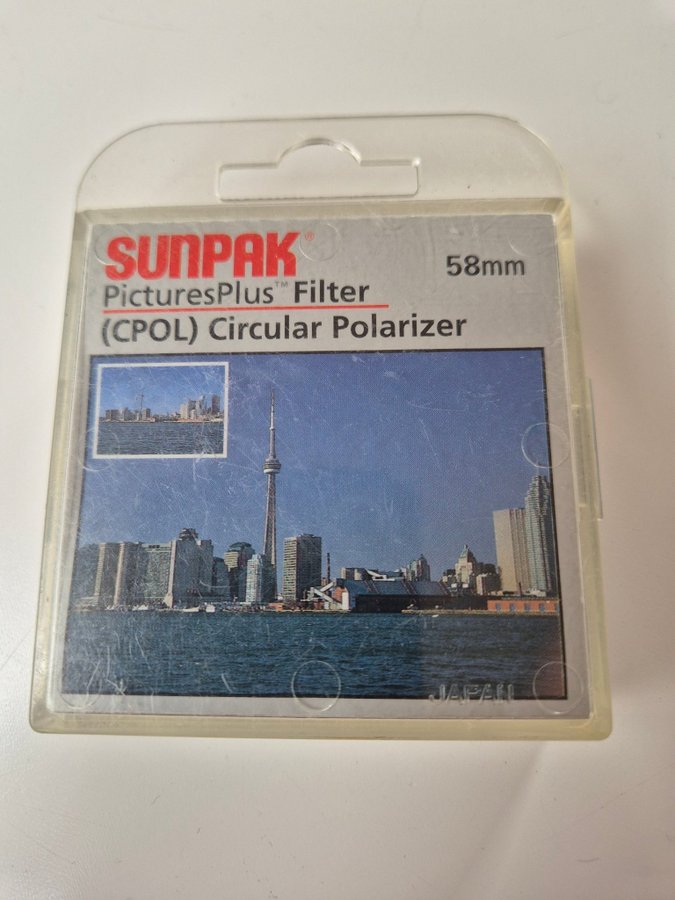 SUNPAK®
58mm
PicturesPlus™ Filter
(CPOL) Circular Polarizer
JAPAN